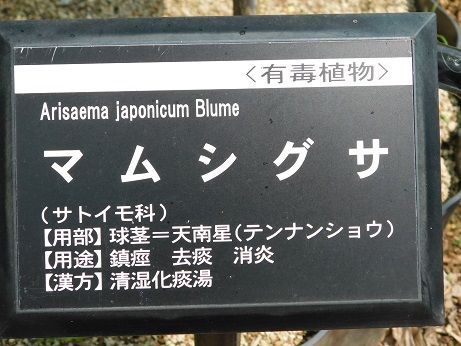 ＜有毒植物＞
Arisaema japonicum Blume
マムシグサ
（サトイモ科）
【用部】球茎＝天南星（テンナンショウ）
【用途】鎮痙　去痰　消炎
【漢方】清湿化痰湯